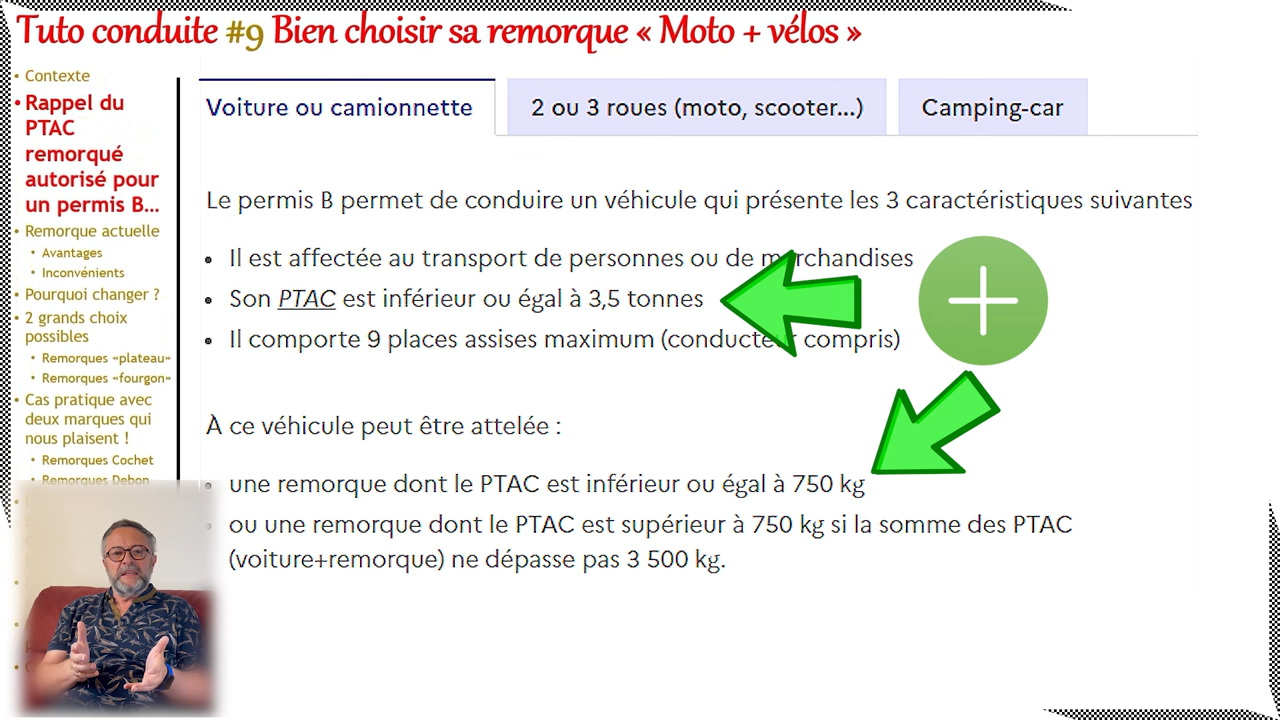 Tuto conduite #9 Bien choisir sa remorque « Moto + vélos »
• Contexte
• Rappel du
PTAC
remorqué
autorisé pour
un permis B...
• Remorque actuelle
• Avantages
• Inconvénients
• Pourquoi changer ?
• 2 grands choix
possibles
• Remorques «plateau»
• Remorques «fourgon»
• Cas pratique avec
deux marques qui
nous plaisent !
• Remorques Cochet
• Remorques Debon
Voiture ou camionnette
2 ou 3 roues (moto, scooter...)
Camping-car
Le permis B permet de conduire un véhicule qui présente les 3 caractéristiques suivantes
• Il est affectée au transport de personnes ou de marchandises
• Son PTAC est inférieur ou égal à 3,5 tonnes
• Il comporte 9 places assises maximum (conducteur compris)
À ce véhicule peut être attelée :
• une remorque dont le PTAC est inférieur ou égal à 750 kg
• ou une remorque dont le PTAC est supérieur à 750 kg si la somme des PTAC
(voiture+remorque) ne dépasse pas 3 500 kg.